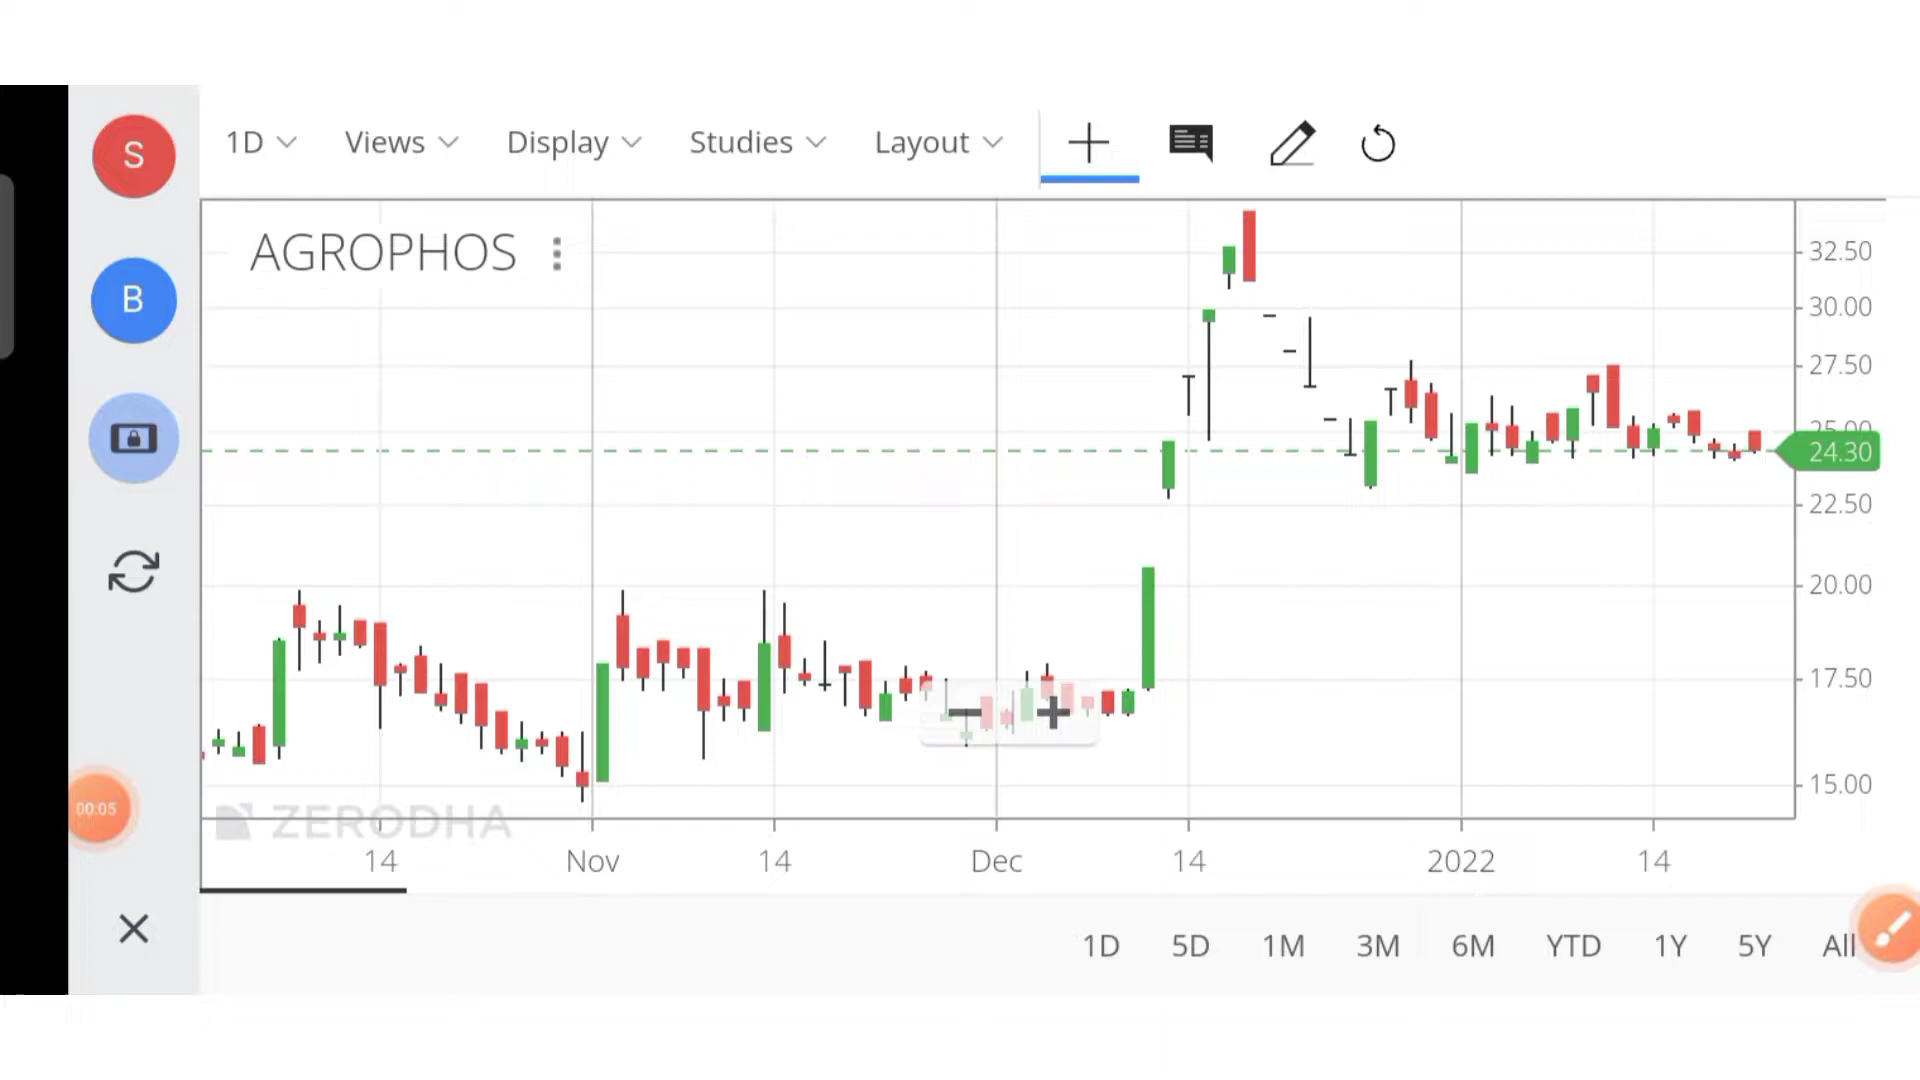 S
1D Views Display Studies Layout
AGROPHOS
B
32.50
30.00
27.50
25.00
24.30
22.50
20.00
17.50
15.00
00:05
ZERODHA
14 Nov 14 Dec 14 2022 14
1D 5D 1M 3M 6M YTD 1Y 5Y All